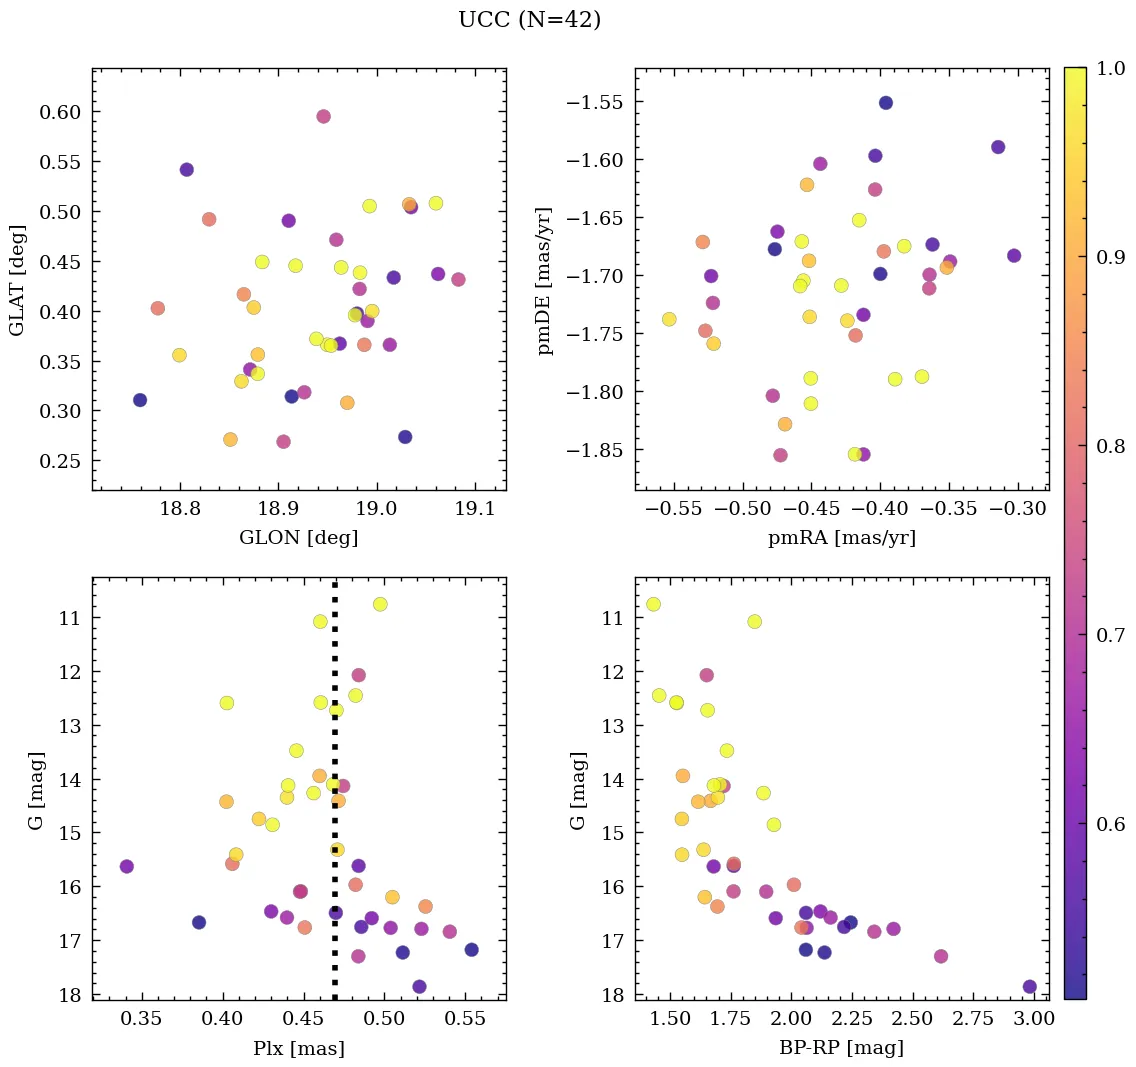 UCC (N=42)
0.60
0.55
0.50
0.45
0.40
0.35
0.30
0.25
GLAT [deg]
18.8 18.9 19.0 19.1
GLON [deg]
−1.55
−1.60
−1.65
−1.70
−1.75
−1.80
−1.85
pmDE [mas/yr]
−0.55 −0.50 −0.45 −0.40 −0.35 −0.30
pmRA [mas/yr]
11
12
13
14
15
16
17
18
G [mag]
0.35 0.40 0.45 0.50 0.55
Plx [mas]
11
12
13
14
15
16
17
18
G [mag]
1.50 1.75 2.00 2.25 2.50 2.75 3.00
BP-RP [mag]
1.0
0.9
0.8
0.7
0.6